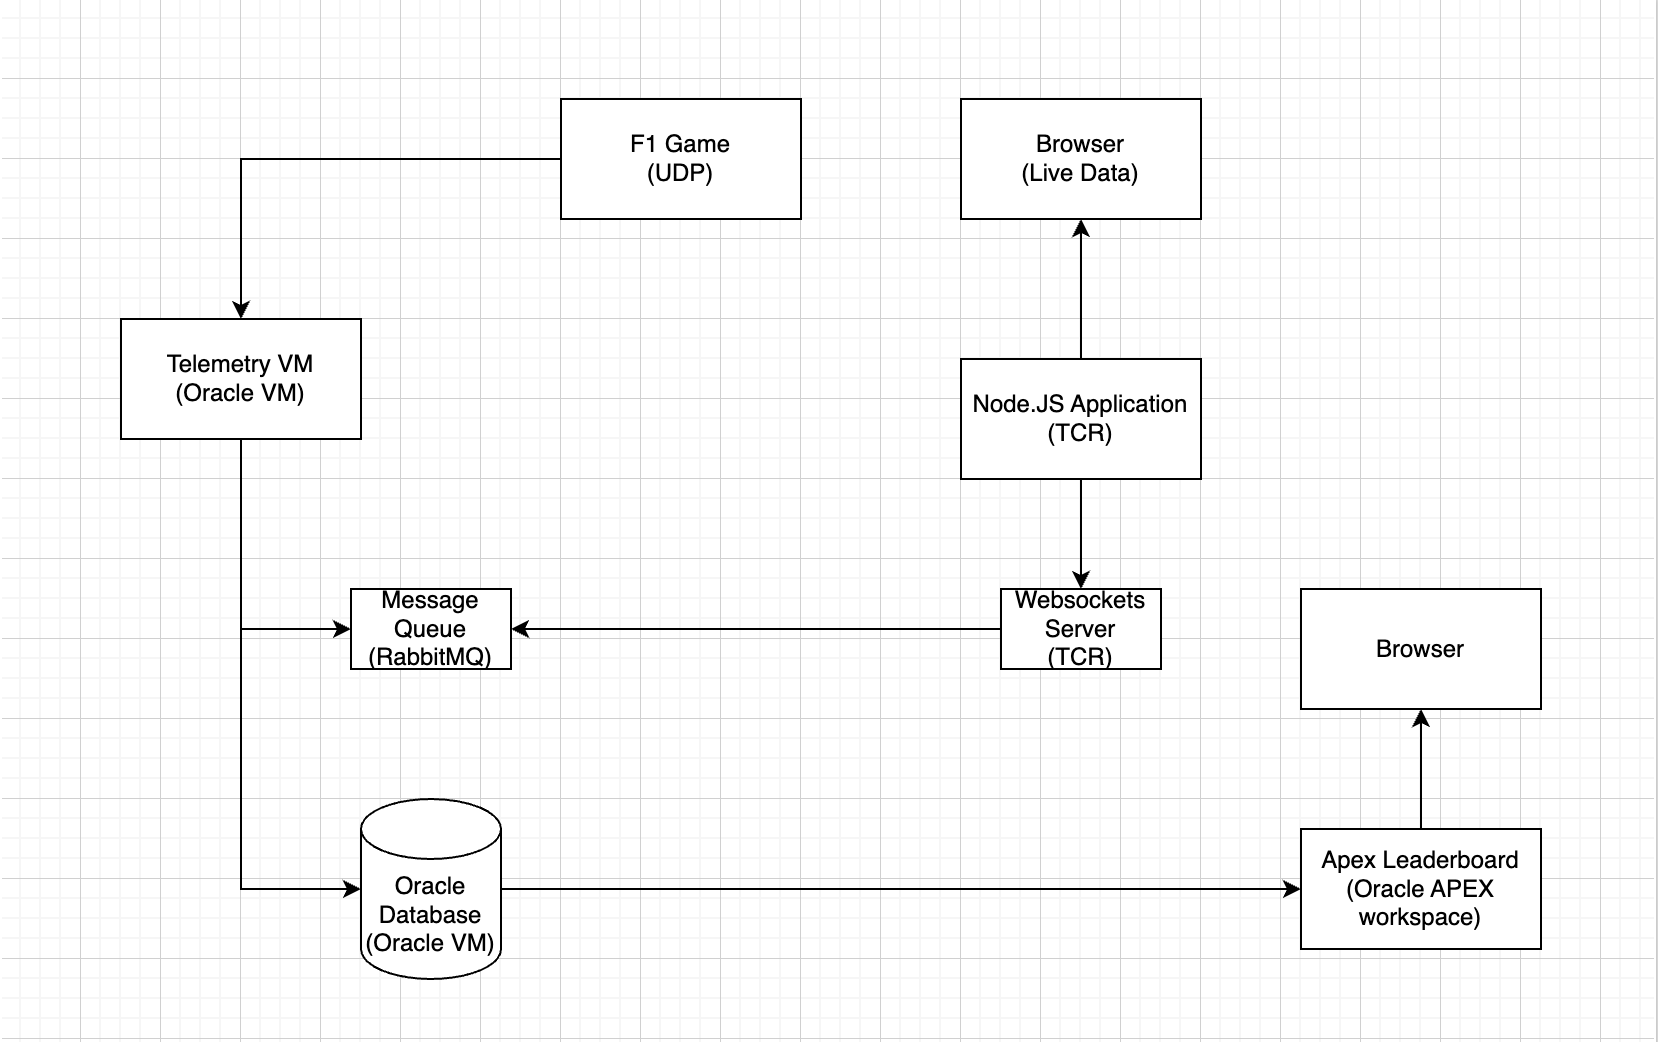 F1 Game
(UDP)
Browser
(Live Data)
Telemetry VM
(Oracle VM)
Node.JS Application
(TCR)
Message
Queue
(RabbitMQ)
Websockets
Server
(TCR)
Browser
Oracle
Database
(Oracle VM)
Apex Leaderboard
(Oracle APEX
workspace)